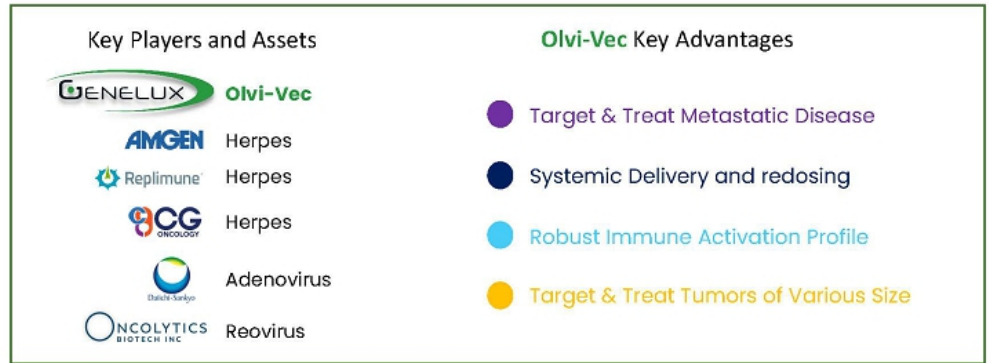 Key Players and Assets
GENELUX Olvi-Vec
AMGEN Herpes
Replimune Herpes
CG ONCOLOGY Herpes
Daiichi-Sankyo Adenovirus
ONCOLYTICS BIOTECH INC Reovirus
Olvi-Vec Key Advantages
Target & Treat Metastatic Disease
Systemic Delivery and redosing
Robust Immune Activation Profile
Target & Treat Tumors of Various Size